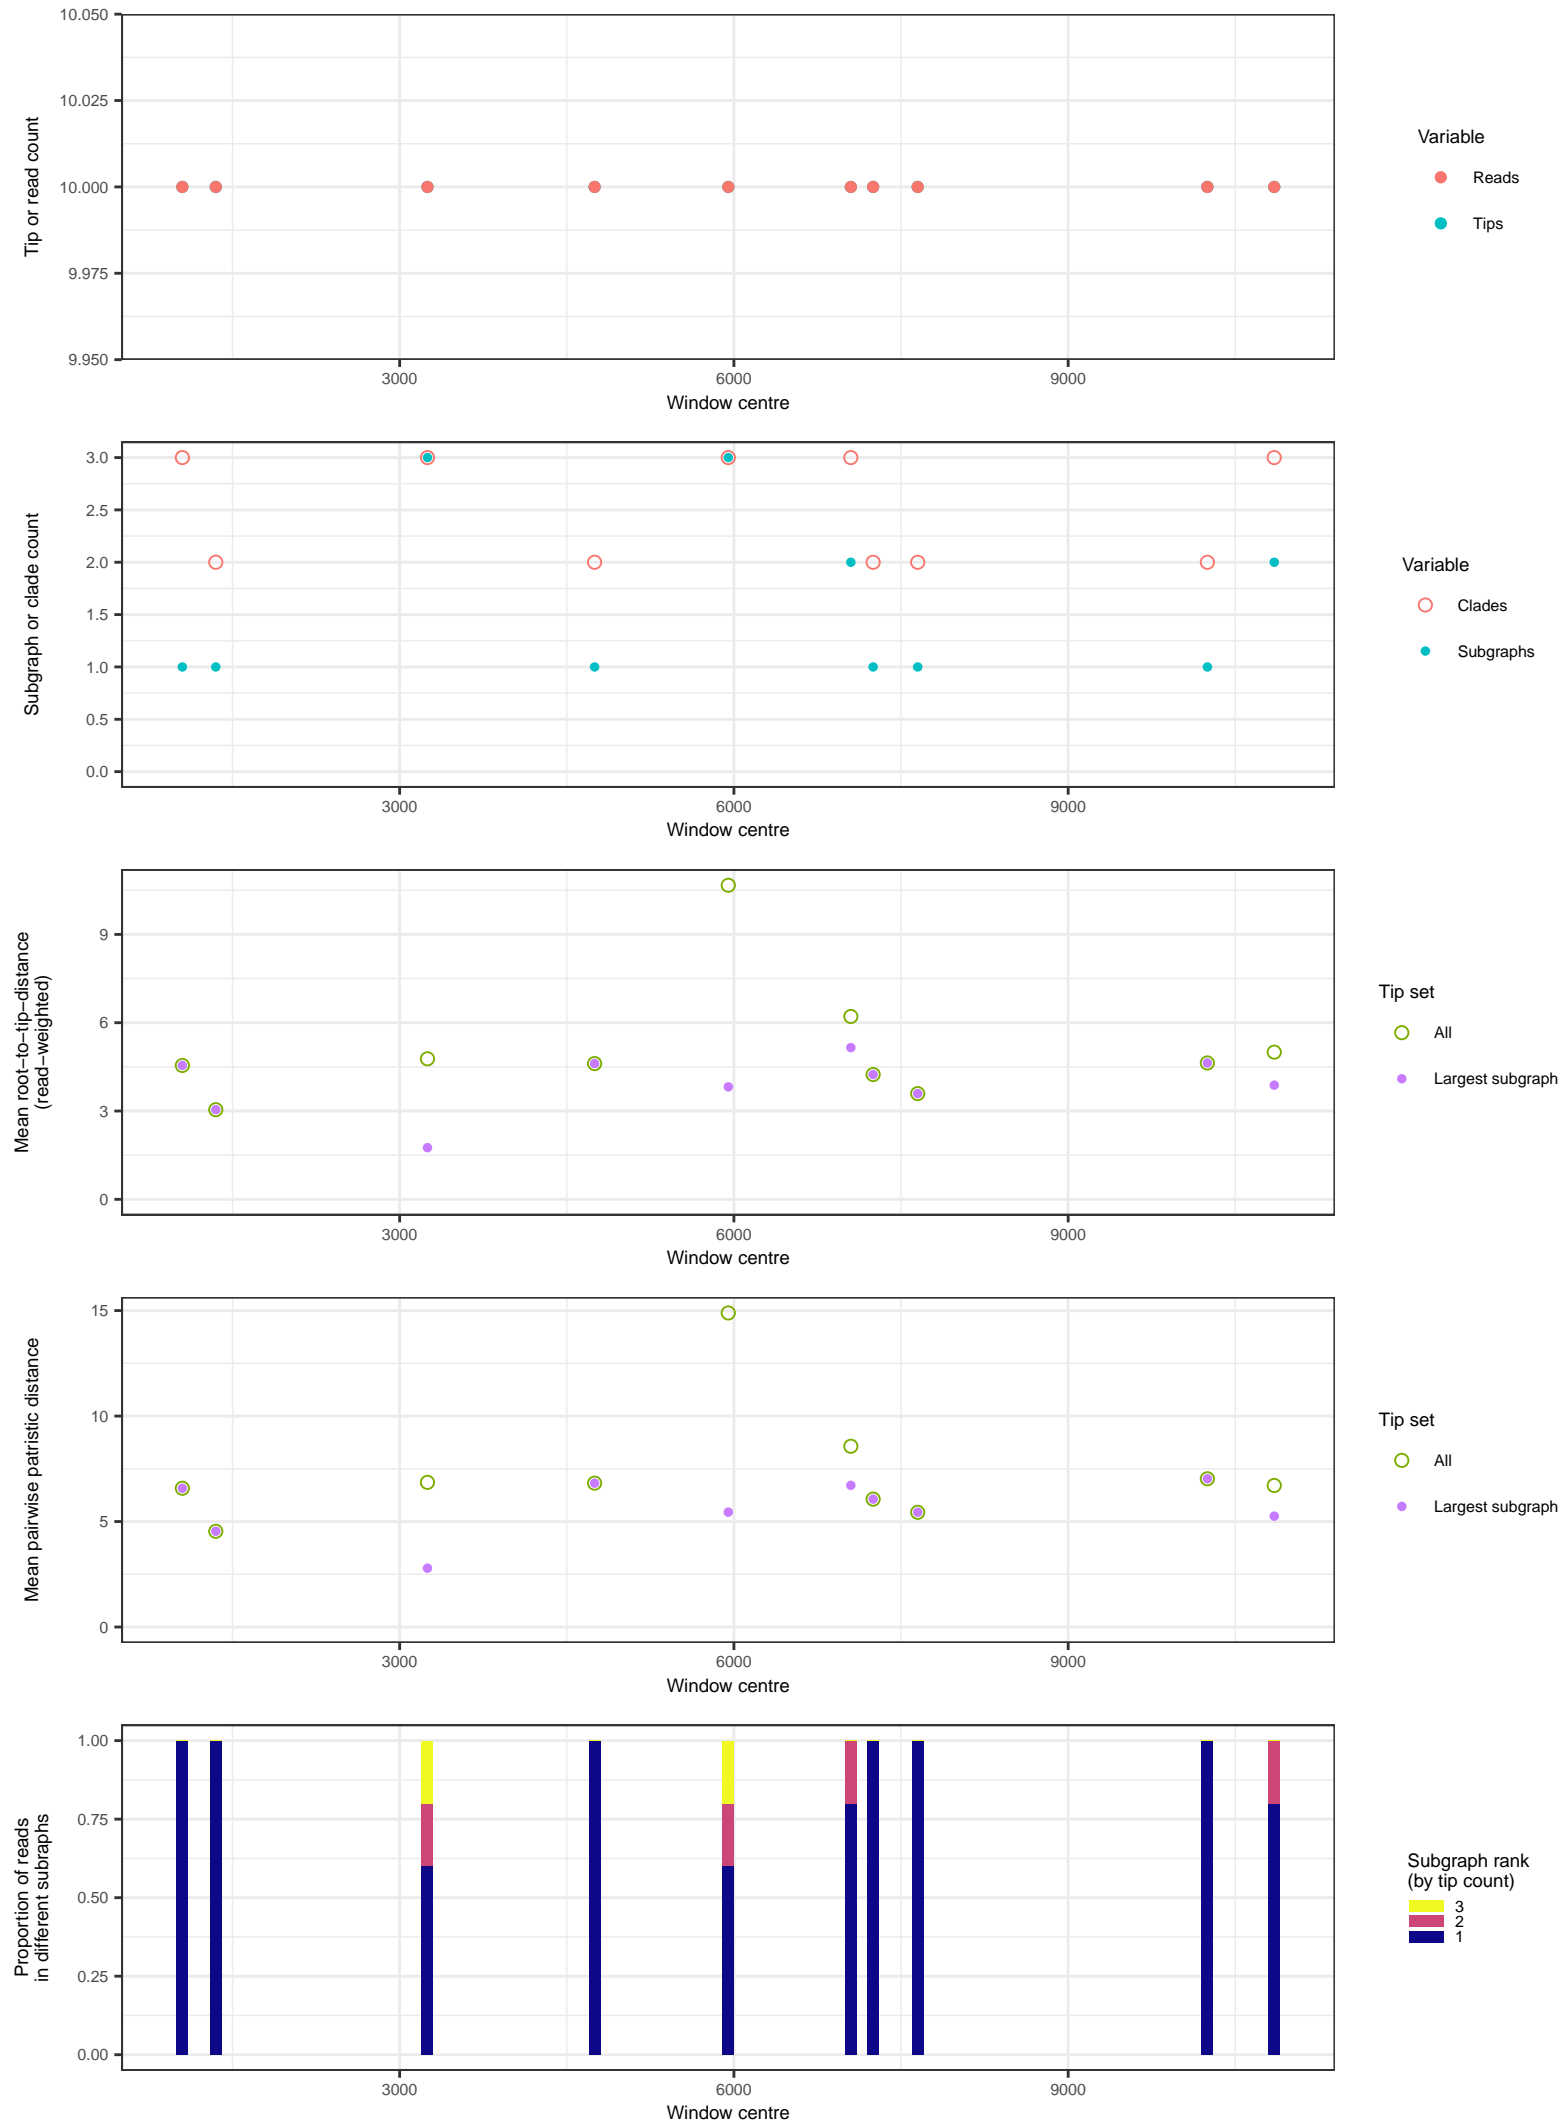 10.050
10.025
10.000
9.975
9.950
Tip or read count
3000
6000
9000
Window centre
Variable
Reads
Tips
3.0
2.5
2.0
1.5
1.0
0.5
0.0
Subgraph or clade count
3000
6000
9000
Window centre
Variable
Clades
Subgraphs
9
6
3
0
Mean root−to−tip−distance
(read−weighted)
3000
6000
9000
Window centre
Tip set
All
Largest subgraph
15
10
5
0
Mean pairwise patristic distance
3000
6000
9000
Window centre
Tip set
All
Largest subgraph
1.00
0.75
0.50
0.25
0.00
Proportion of reads
in different subraphs
3000
6000
9000
Window centre
Subgraph rank
(by tip count)
3
2
1